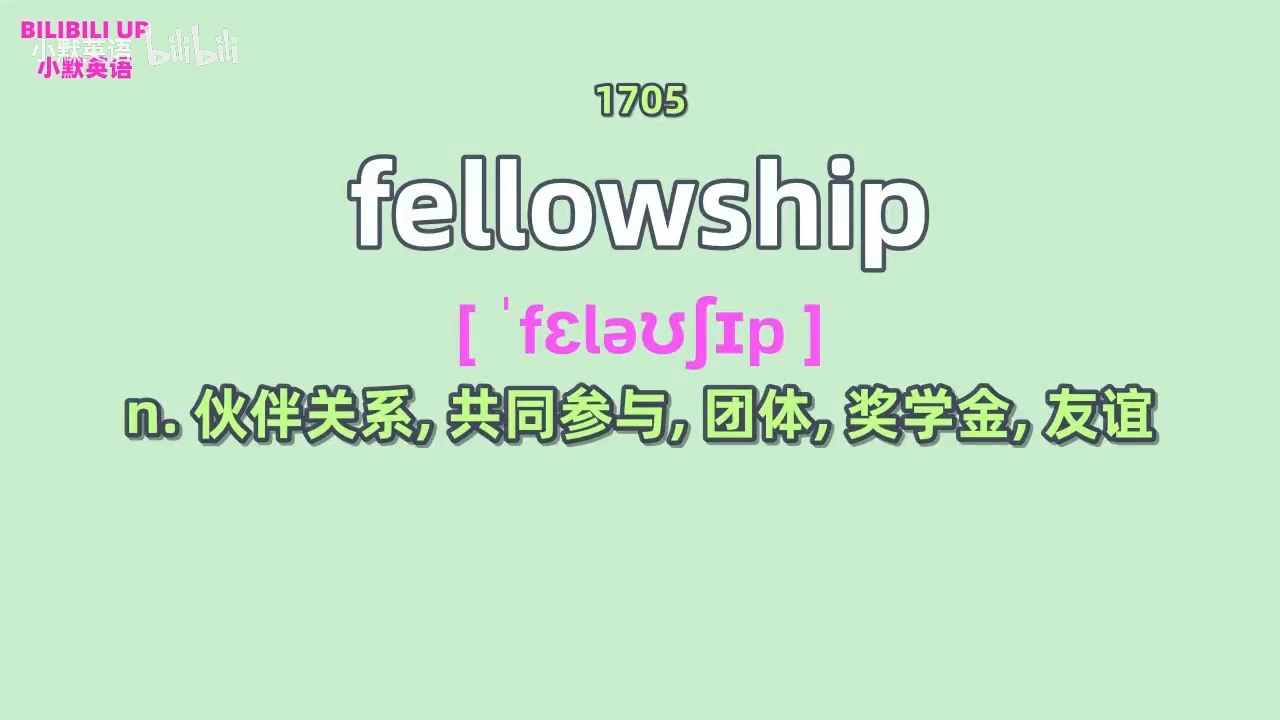 BILIBILI UP
小默英语 bilibili
小默英语
1705
fellowship
[ ˈfɛləʊʃɪp ]
n. 伙伴关系, 共同参与, 团体, 奖学金, 友谊